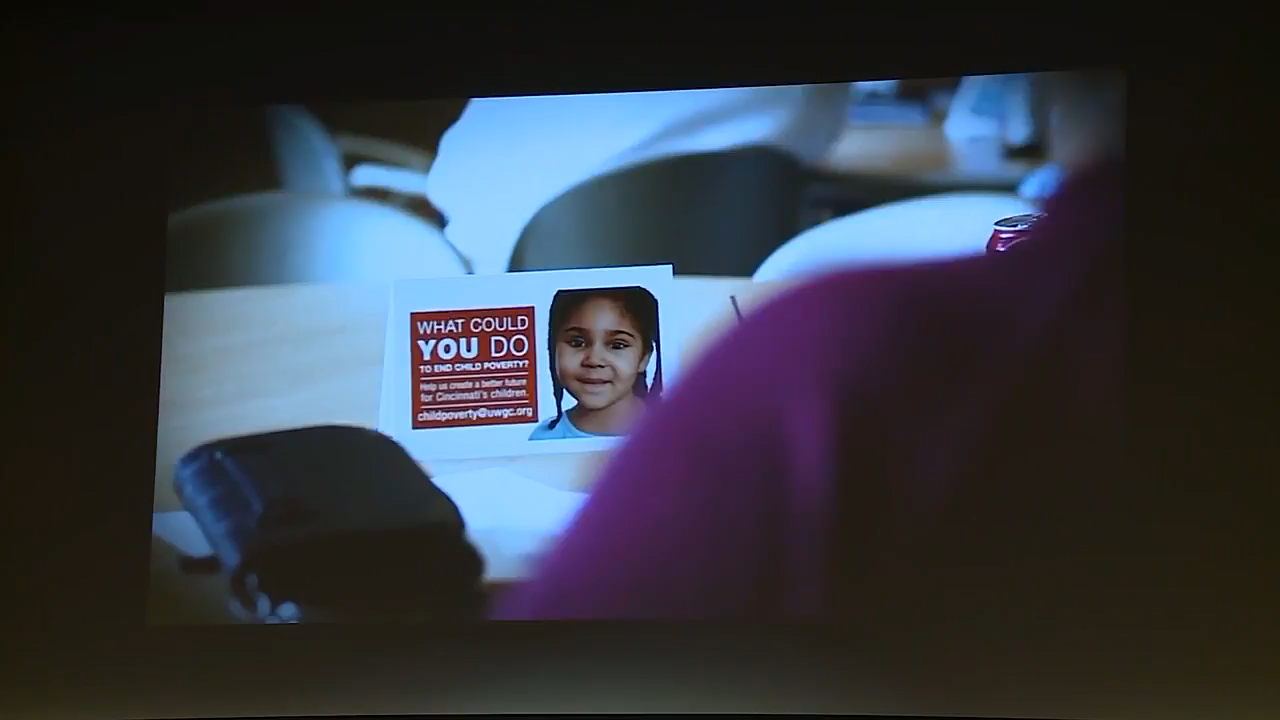 WHAT COULD
YOU DO
TO END CHILD POVERTY?
Help us create a better future
for Cincinnati's children.
childpoverty@uwgc.org